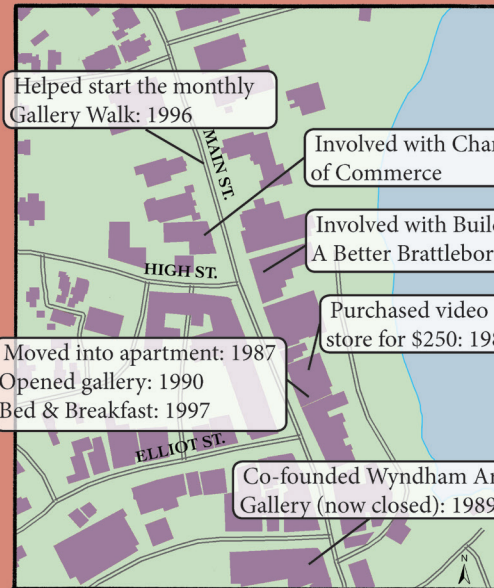 Helped start the monthly
Gallery Walk: 1996
MAIN ST.
Involved with
of Commerce
Involved with
A Better
HIGH ST.
Purchased video
store for $250:
Moved into apartment: 1987
Opened gallery: 1990
Bed & Breakfast: 1997
ELLIOT ST.
Co-founded Wyndham
Gallery (now closed): 1989
N